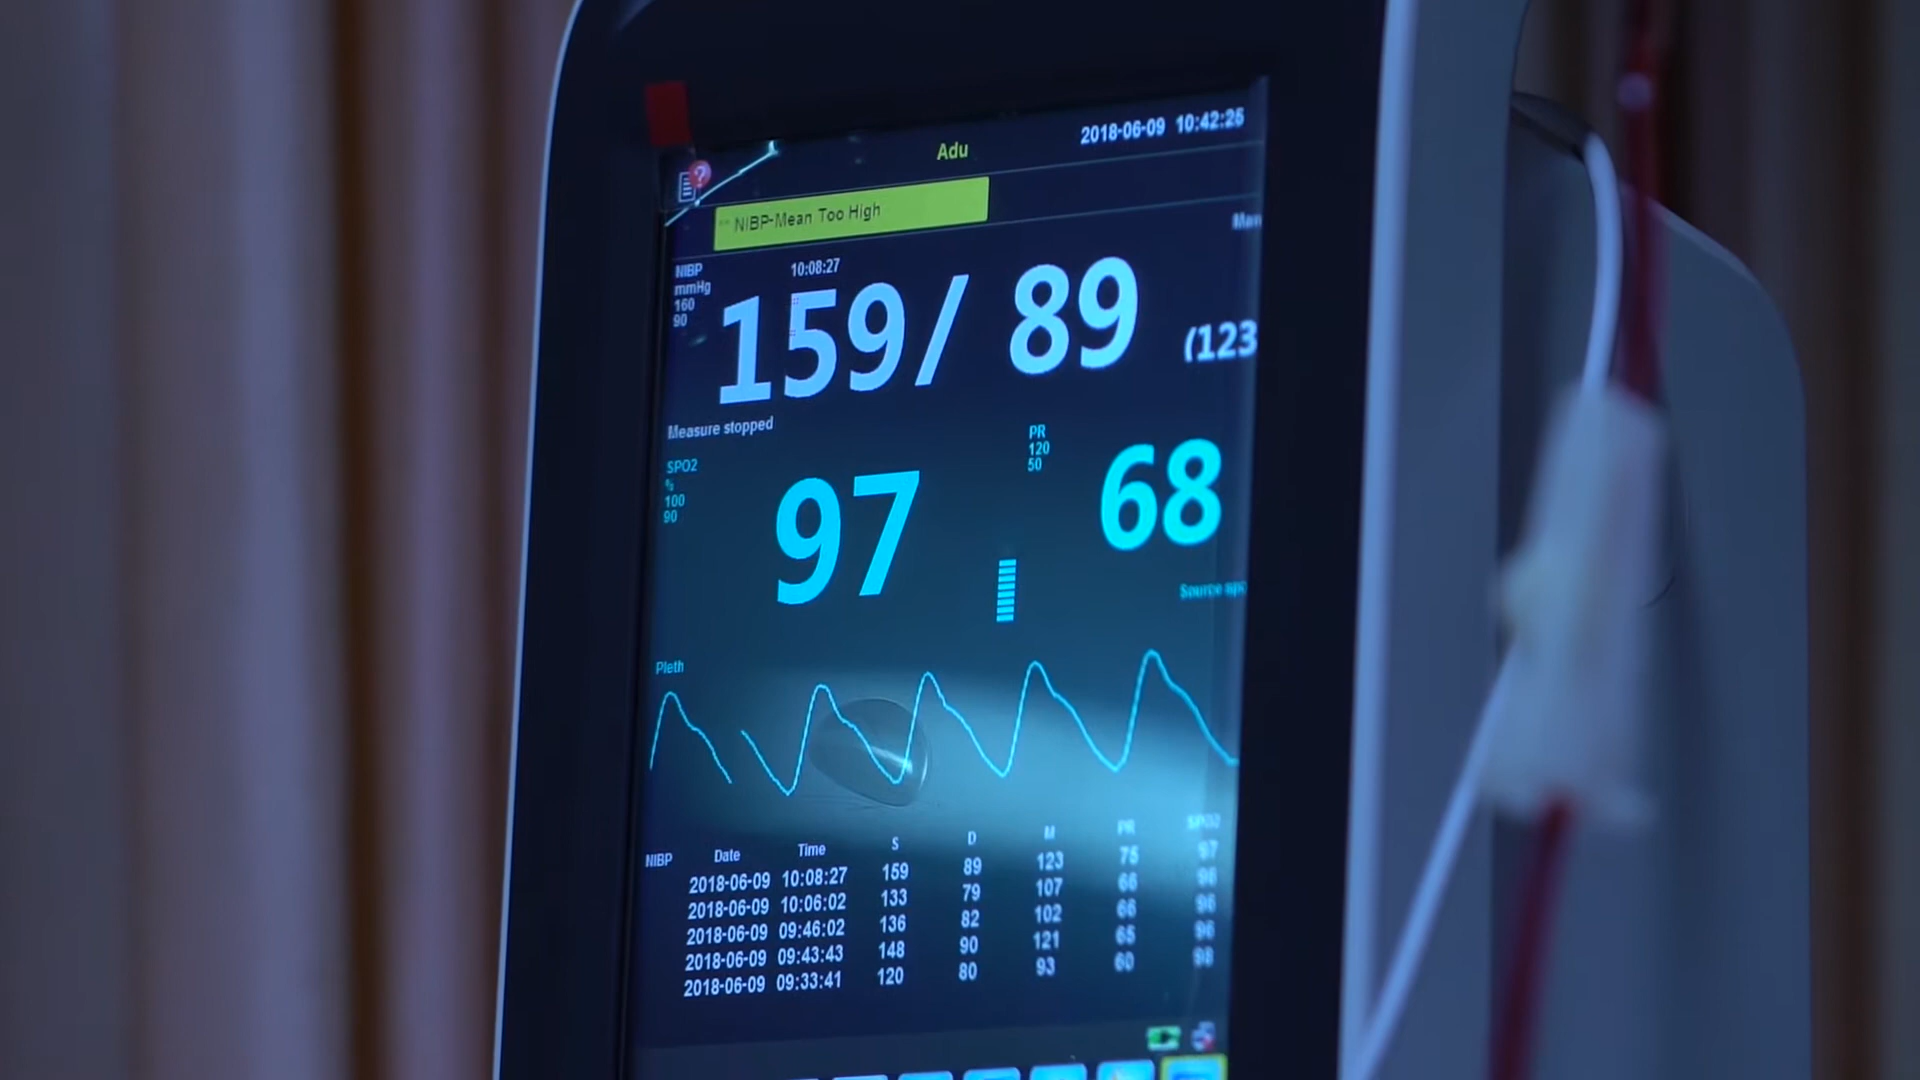 2018-06-09 10:42:25
Adu
?
NIBP-Mean Too High
NIBP 10:08:27
mmHg
160
90
159/ 89 (123
Measure stopped
SPO2
%
100
90
97
PR
120
50
68
Source
Pleth
NIBP Date Time S D M PR SPO2
2018-06-09 10:08:27 159 89 123 75 97
2018-06-09 10:06:02 133 79 107 66 96
2018-06-09 09:46:02 136 82 102 66 96
2018-06-09 09:43:43 148 90 121 65 96
2018-06-09 09:33:41 120 80 93 60 98